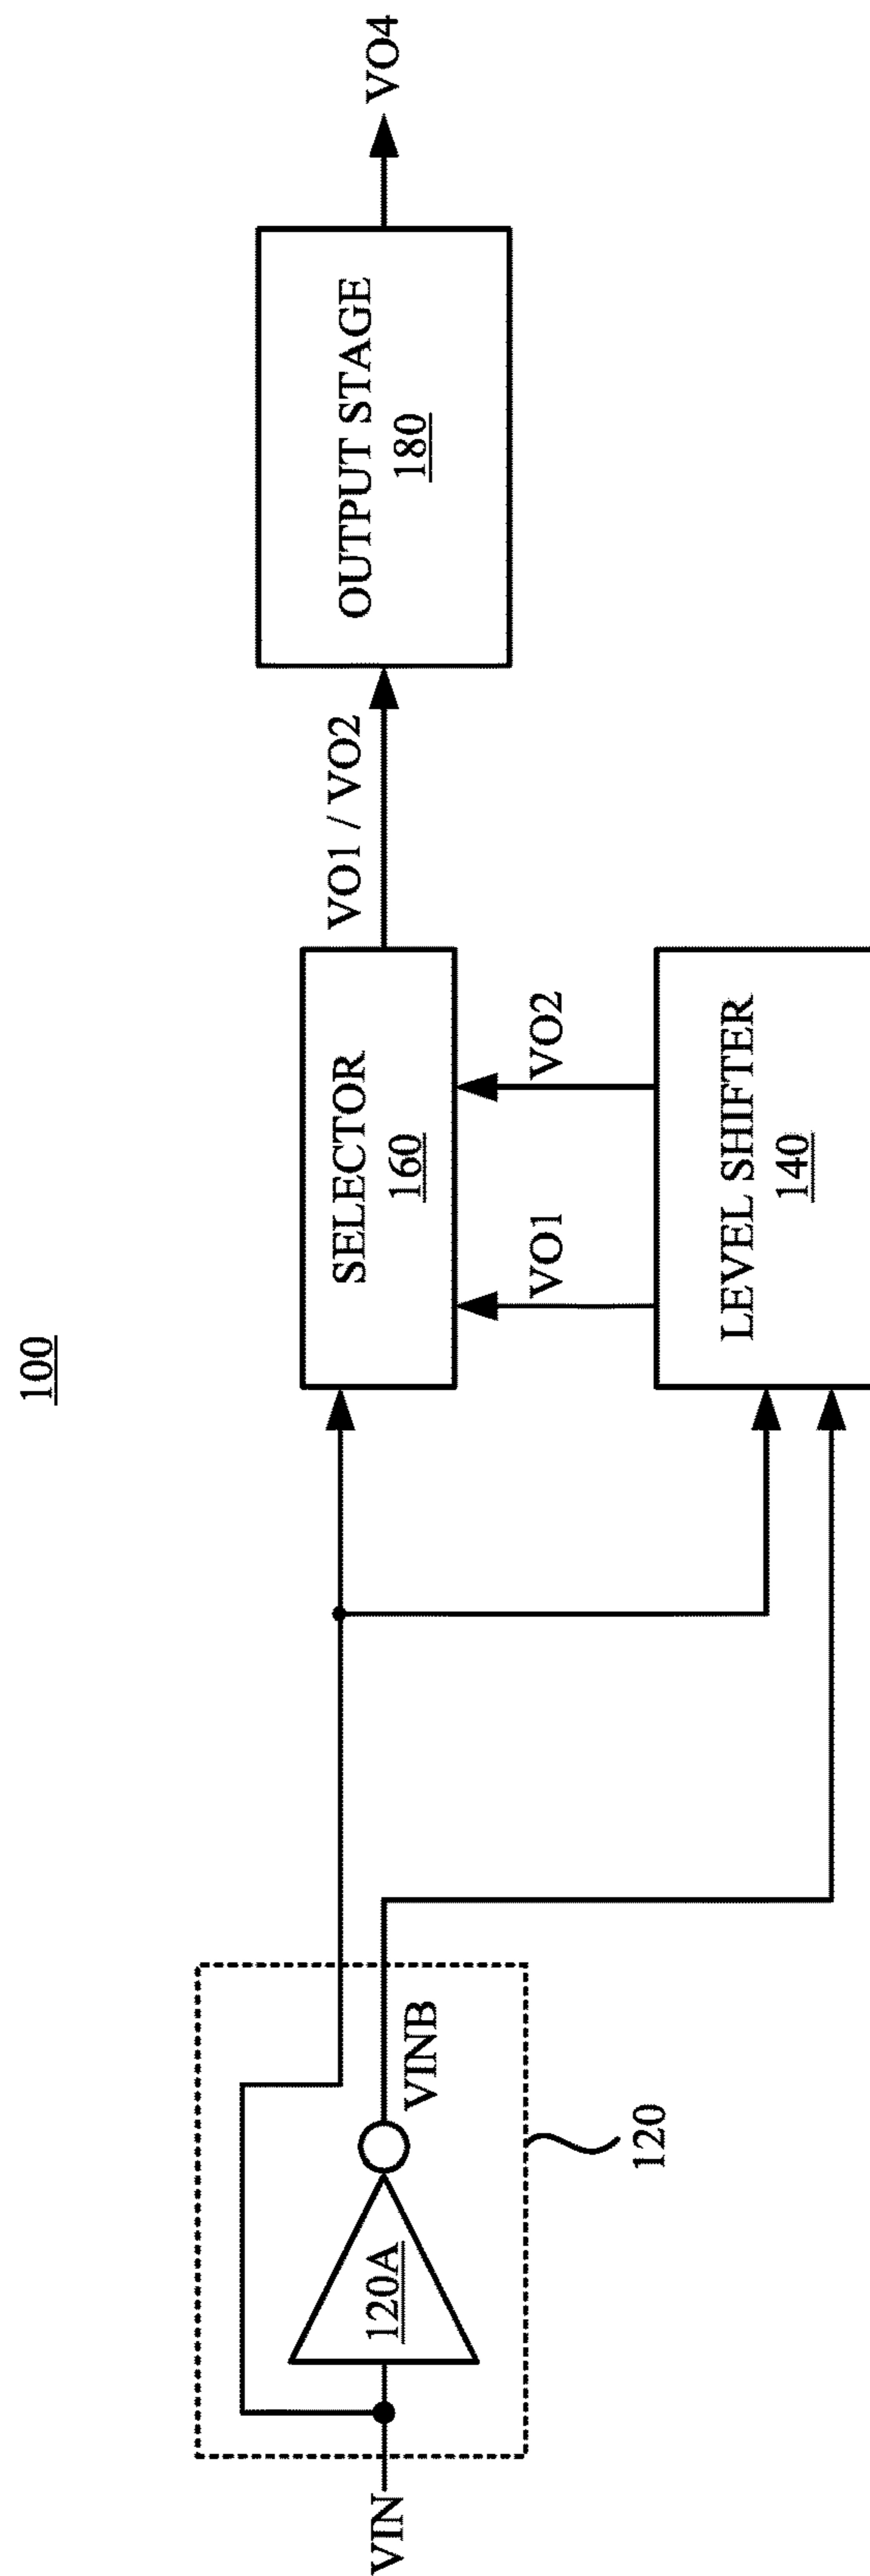 100
VIN
120A
VINB
120
SELECTOR
160
VO1
VO2
LEVEL SHIFTER
140
VO1 / VO2
OUTPUT STAGE
180
VO4